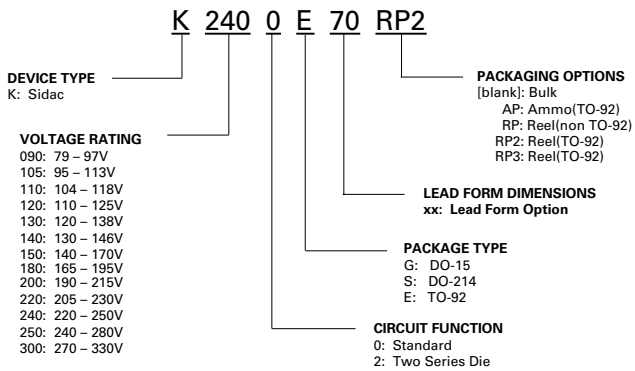 K 240 0 E 70 RP2
DEVICE TYPE
K: Sidac
VOLTAGE RATING
090: 79 – 97V
105: 95 – 113V
110: 104 – 118V
120: 110 – 125V
130: 120 – 138V
140: 130 – 146V
150: 140 – 170V
180: 165 – 195V
200: 190 – 215V
220: 205 – 230V
240: 220 – 250V
250: 240 – 280V
300: 270 – 330V
PACKAGING OPTIONS
[blank]: Bulk
AP: Ammo(TO-92)
RP: Reel(non TO-92)
RP2: Reel(TO-92)
RP3: Reel(TO-92)
LEAD FORM DIMENSIONS
xx: Lead Form Option
PACKAGE TYPE
G: DO-15
S: DO-214
E: TO-92
CIRCUIT FUNCTION
0: Standard
2: Two Series Die